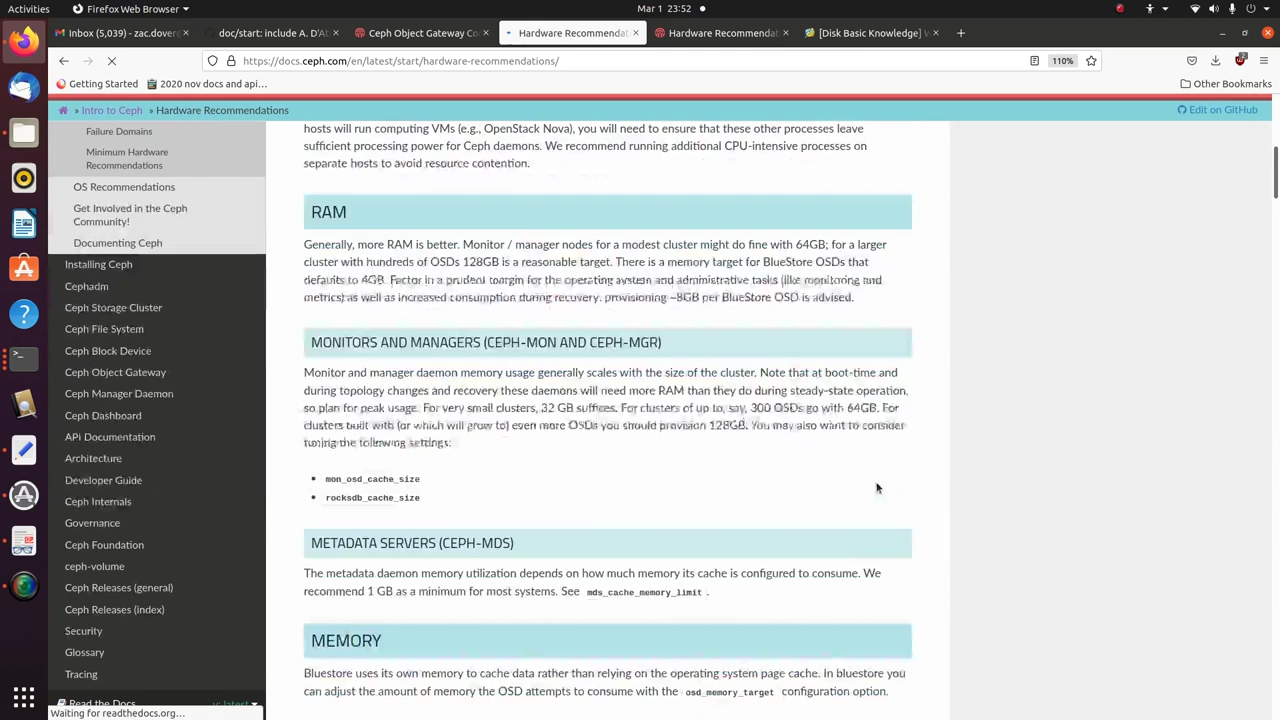 Activities
Firefox Web Browser
Mar 1 23:52
Inbox (5,039) - zac.dover@
doc/start: include A. D'At
Ceph Object Gateway Co
Hardware Recommendat
Hardware Recommendat
[Disk Basic Knowledge] W
https://docs.ceph.com/en/latest/start/hardware-recommendations/
110%
Getting Started
2020 nov docs and api…
Other Bookmarks
» Intro to Ceph » Hardware Recommendations
Edit on GitHub
Failure Domains
Minimum Hardware
Recommendations
OS Recommendations
Get Involved in the Ceph
Community!
Documenting Ceph
Installing Ceph
Cephadm
Ceph Storage Cluster
Ceph File System
Ceph Block Device
Ceph Object Gateway
Ceph Manager Daemon
Ceph Dashboard
API Documentation
Architecture
Developer Guide
Ceph Internals
Governance
Ceph Foundation
ceph-volume
Ceph Releases (general)
Ceph Releases (index)
Security
Glossary
Tracing
Read the Docs
v: latest
Waiting for readthedocs.org…
hosts will run computing VMs (e.g., OpenStack Nova), you will need to ensure that these other processes leave
sufficient processing power for Ceph daemons. We recommend running additional CPU-intensive processes on
separate hosts to avoid resource contention.
RAM
Generally, more RAM is better. Monitor / manager nodes for a modest cluster might do fine with 64GB; for a larger
cluster with hundreds of OSDs 128GB is a reasonable target. There is a memory target for BlueStore OSDs that
defaults to 4GB. Factor in a prudent margin for the operating system and administrative tasks (like monitoring and
metrics) as well as increased consumption during recovery. provisioning ~8GB per BlueStore OSD is advised.
MONITORS AND MANAGERS (CEPH-MON AND CEPH-MGR)
Monitor and manager daemon memory usage generally scales with the size of the cluster. Note that at boot-time and
during topology changes and recovery these daemons will need more RAM than they do during steady-state operation,
so plan for peak usage. For very small clusters, 32 GB suffices. For clusters of up to, say, 300 OSDs go with 64GB. For
clusters built with (or which will grow to) even more OSDs you should provision 128GB. You may also want to consider
tuning the following settings:
mon_osd_cache_size
rocksdb_cache_size
METADATA SERVERS (CEPH-MDS)
The metadata daemon memory utilization depends on how much memory its cache is configured to consume. We
recommend 1 GB as a minimum for most systems. See mds_cache_memory_limit .
MEMORY
Bluestore uses its own memory to cache data rather than relying on the operating system page cache. In bluestore you
can adjust the amount of memory the OSD attempts to consume with the osd_memory_target configuration option.